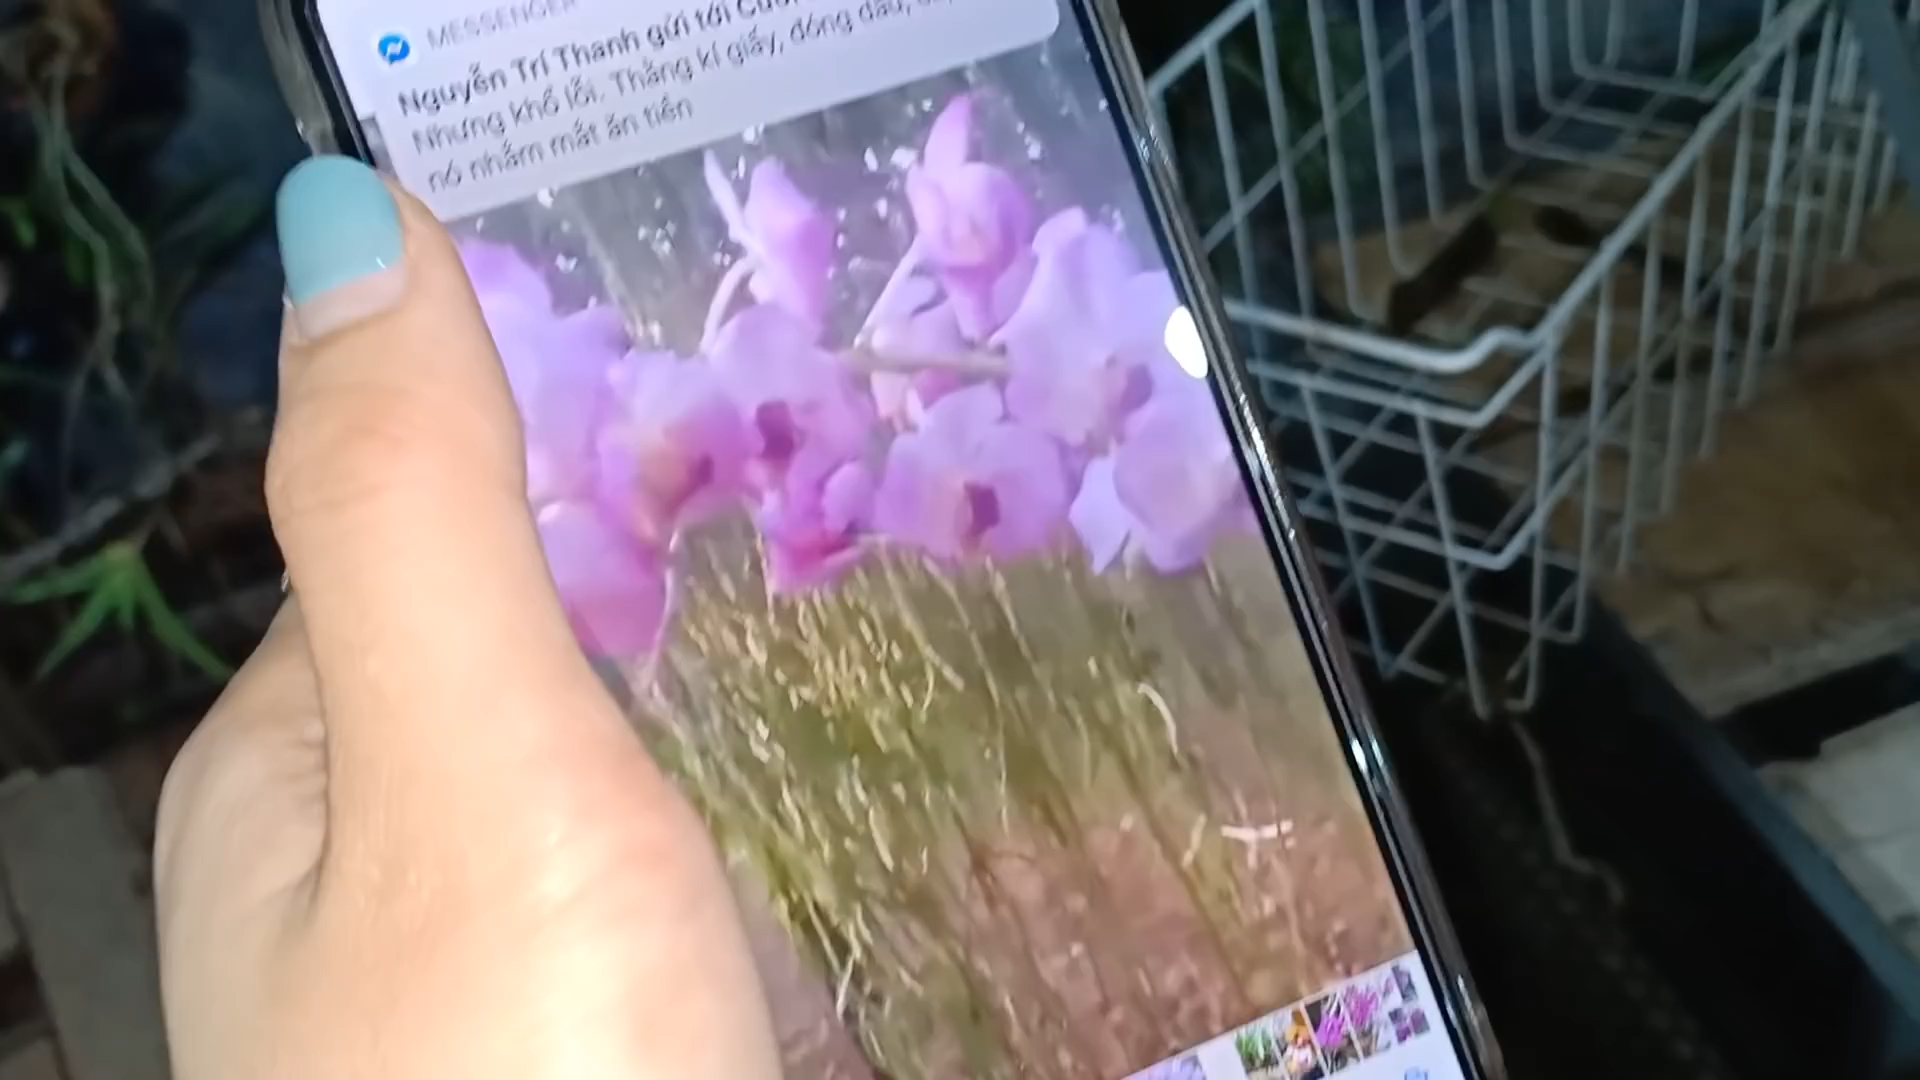 MESSENGER
Nguyễn Trí Thanh gửi tới
Nhưng khổ lỗi. Thằng kí giấy, đóng dấu,
nó nhắm mắt ăn tiền